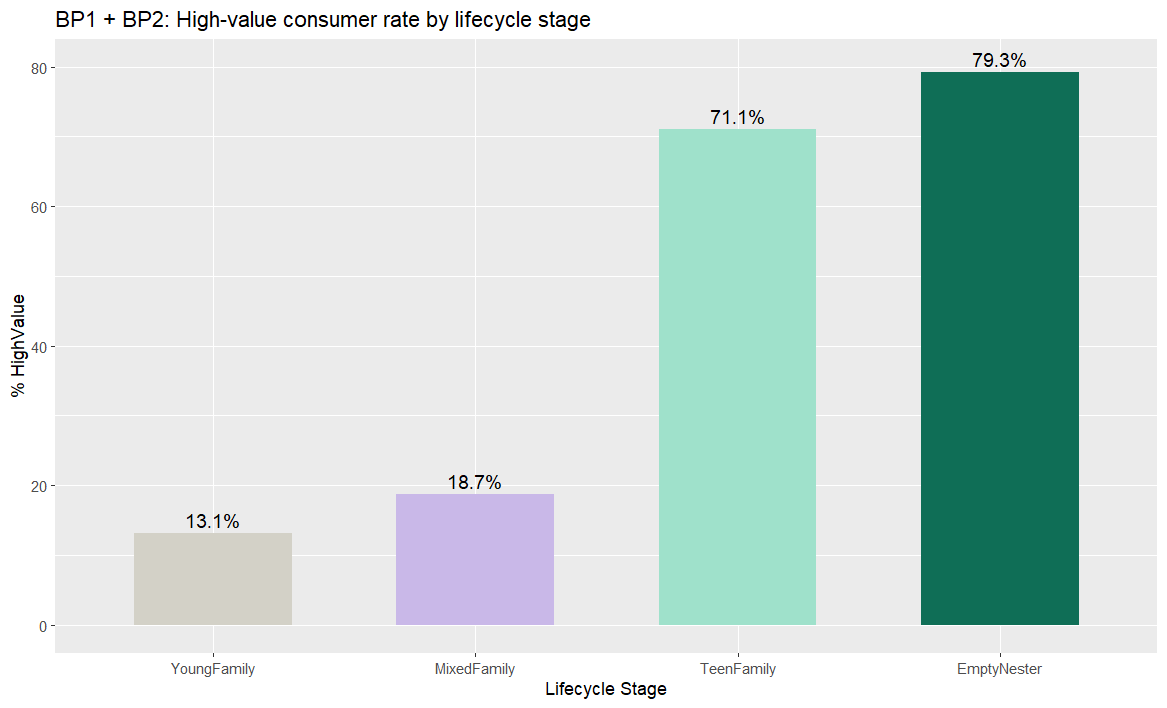 BP1 + BP2: High-value consumer rate by lifecycle stage
% HighValue
80
60
40
20
0
13.1%
18.7%
71.1%
79.3%
YoungFamily
MixedFamily
TeenFamily
EmptyNester
Lifecycle Stage